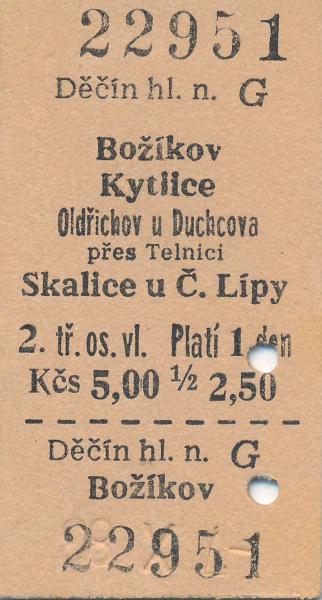 22951
Děčín hl. n. G
Božíkov
Kytlice
Oldřichov u Duchcova
přes Telnici
Skalice u Č. Lípy
2. tř. os. vl. Platí 1 den
Kčs 5,00 ½ 2,50
Děčín hl. n. G
Božíkov
22951